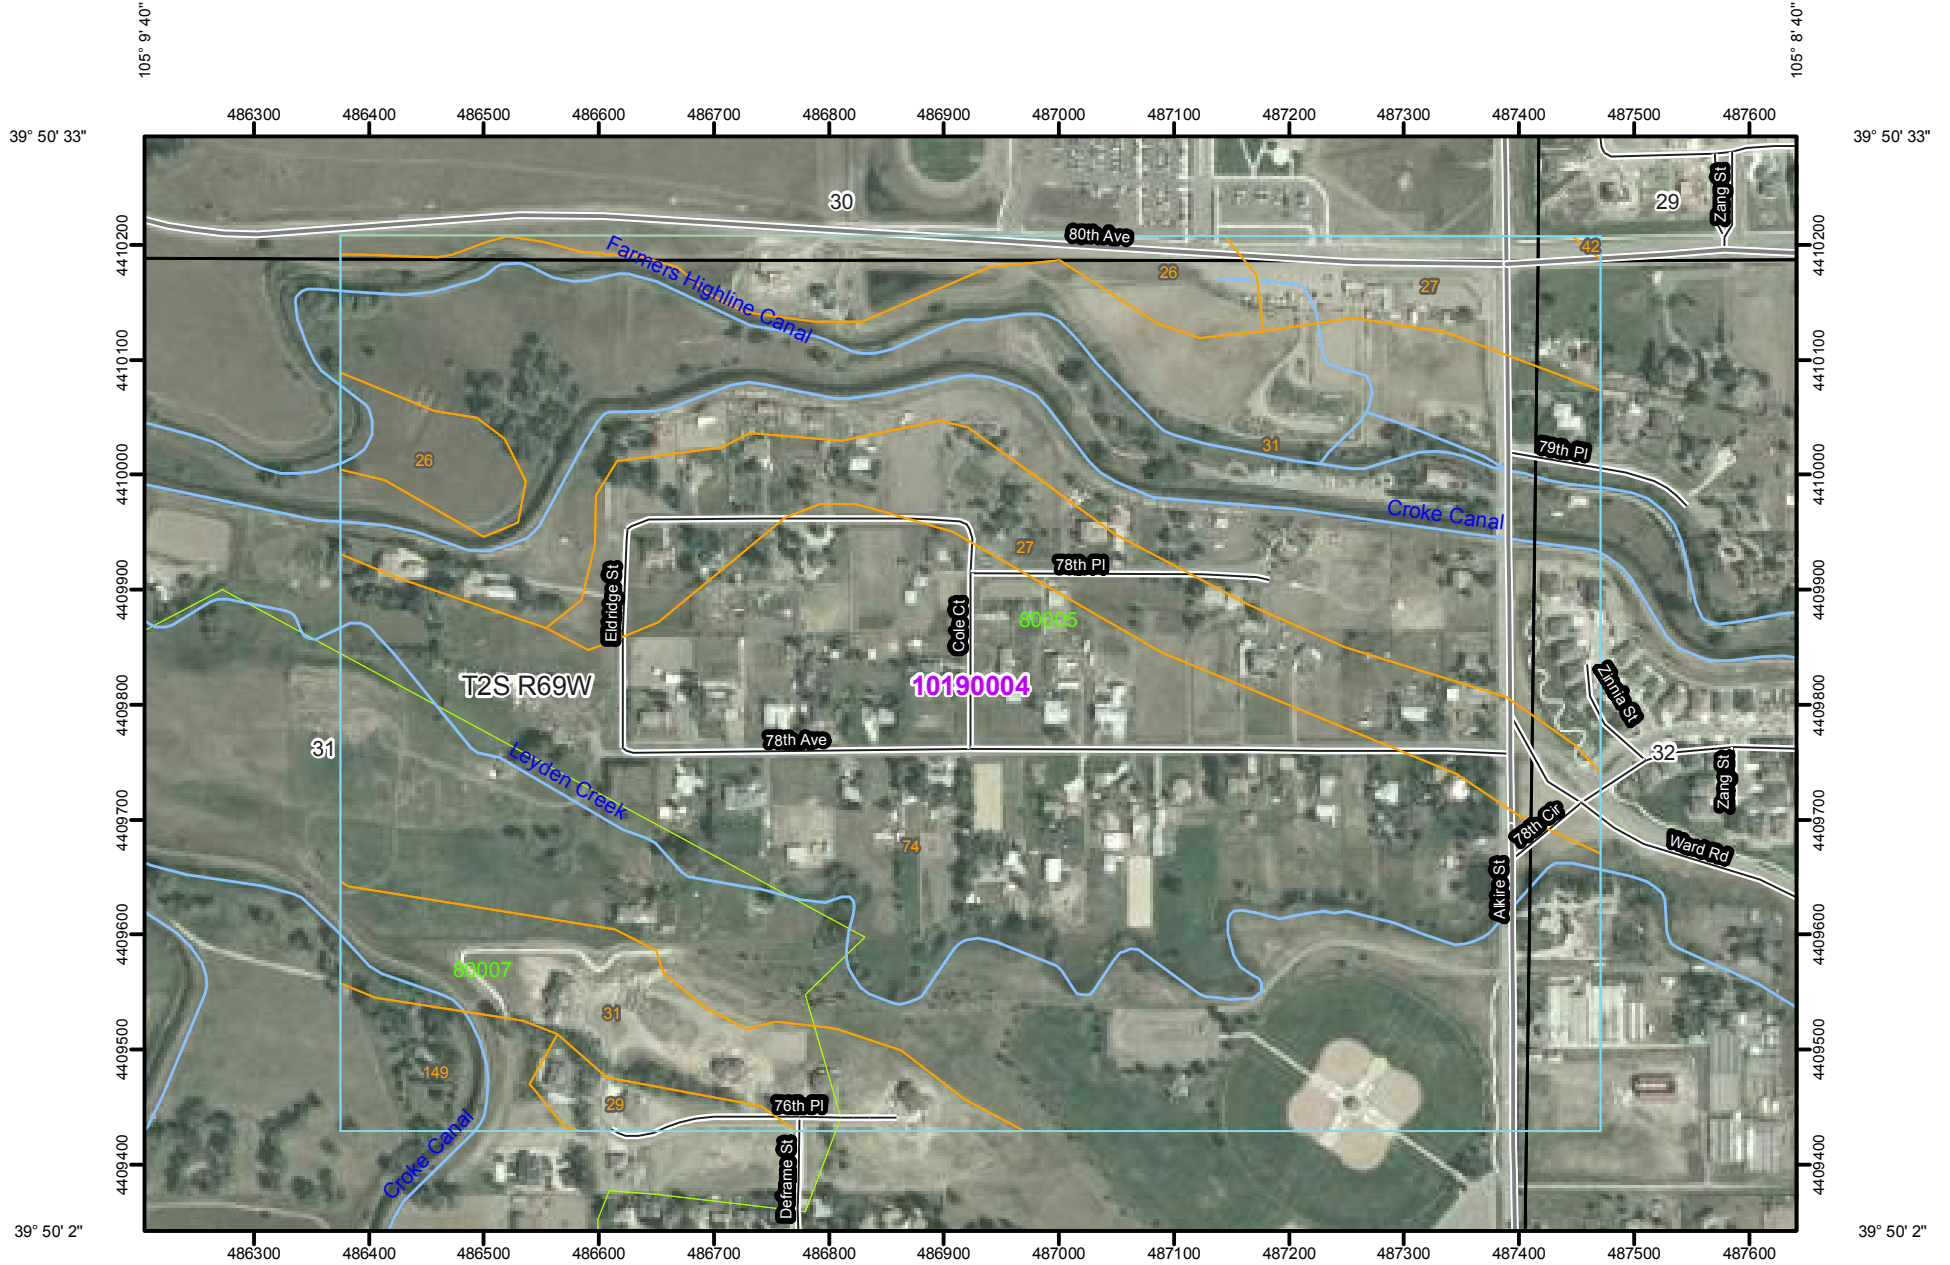 105° 9' 40"
105° 8' 40"
486300 486400 486500 486600 486700 486800 486900 487000 487100 487200 487300 487400 487500 487600
39° 50' 33"
39° 50' 33"
30
29
Zang St
4410200
80th Ave
42
4410200
Farmers Highline Canal
26
27
4410100
4410100
26
31
79th Pl
4410000
4410000
Croke Canal
27
78th Pl
4409900
Eldridge St
Cole Ct
80005
4409900
T2S R69W
10190004
Zinnia St
4409800
4409800
31
78th Ave
32
Leyden Creek
Zang St
4409700
78th Cir
4409700
74
Ward Rd
Alkire St
4409600
4409600
80007
31
4409500
4409500
149
29
76th Pl
Croke Canal
Deframe St
4409400
4409400
39° 50' 2"
39° 50' 2"
486300 486400 486500 486600 486700 486800 486900 487000 487100 487200 487300 487400 487500 487600